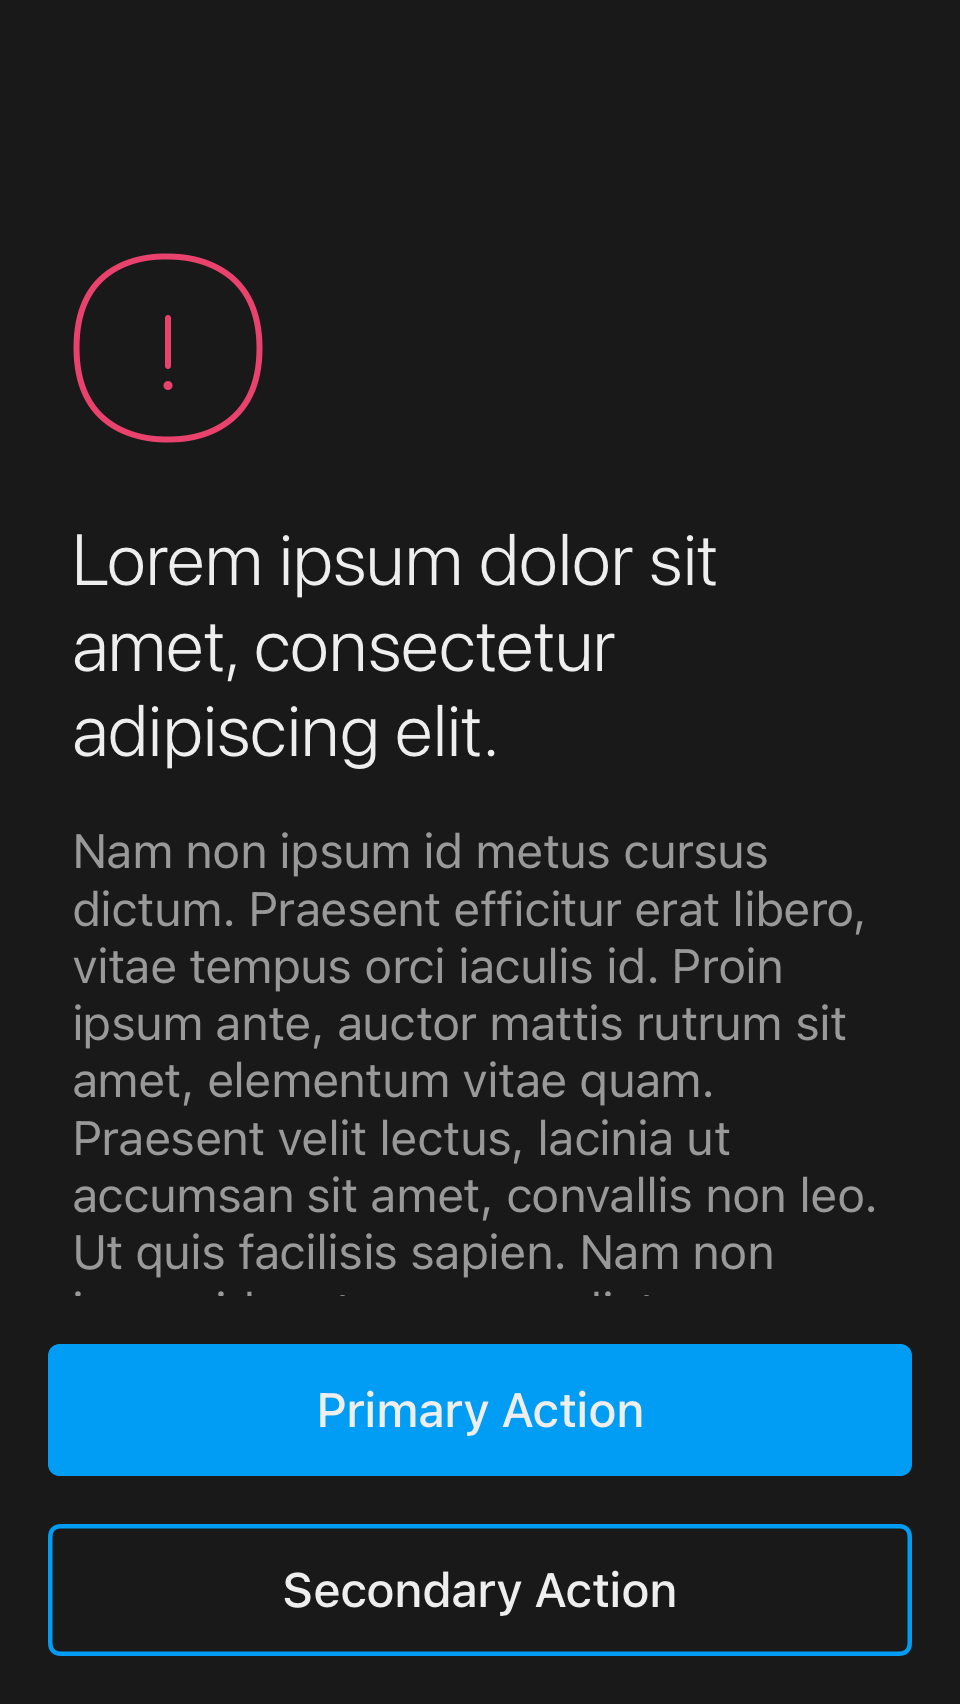 Lorem ipsum dolor sit
amet, consectetur
adipiscing elit.
Nam non ipsum id metus cursus
dictum. Praesent efficitur erat libero,
vitae tempus orci iaculis id. Proin
ipsum ante, auctor mattis rutrum sit
amet, elementum vitae quam.
Praesent velit lectus, lacinia ut
accumsan sit amet, convallis non leo.
Ut quis facilisis sapien. Nam non
Primary Action
Secondary Action